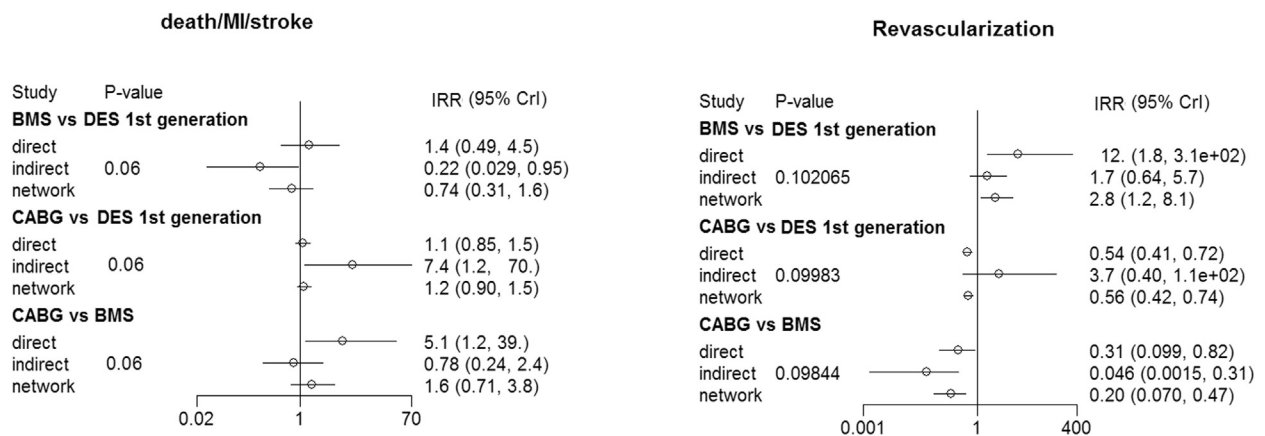 death/MI/stroke
Study P-value IRR (95% CrI)
BMS vs DES 1st generation
direct 1.4 (0.49, 4.5)
indirect 0.06 0.22 (0.029, 0.95)
network 0.74 (0.31, 1.6)
CABG vs DES 1st generation
direct 1.1 (0.85, 1.5)
indirect 0.06 7.4 (1.2, 70.)
network 1.2 (0.90, 1.5)
CABG vs BMS
direct 5.1 (1.2, 39.)
indirect 0.06 0.78 (0.24, 2.4)
network 1.6 (0.71, 3.8)
0.02 1 70
Revascularization
Study P-value IRR (95% CrI)
BMS vs DES 1st generation
direct 12. (1.8, 3.1e+02)
indirect 0.102065 1.7 (0.64, 5.7)
network 2.8 (1.2, 8.1)
CABG vs DES 1st generation
direct 0.54 (0.41, 0.72)
indirect 0.09983 3.7 (0.40, 1.1e+02)
network 0.56 (0.42, 0.74)
CABG vs BMS
direct 0.31 (0.099, 0.82)
indirect 0.09844 0.046 (0.0015, 0.31)
network 0.20 (0.070, 0.47)
0.001 1 400